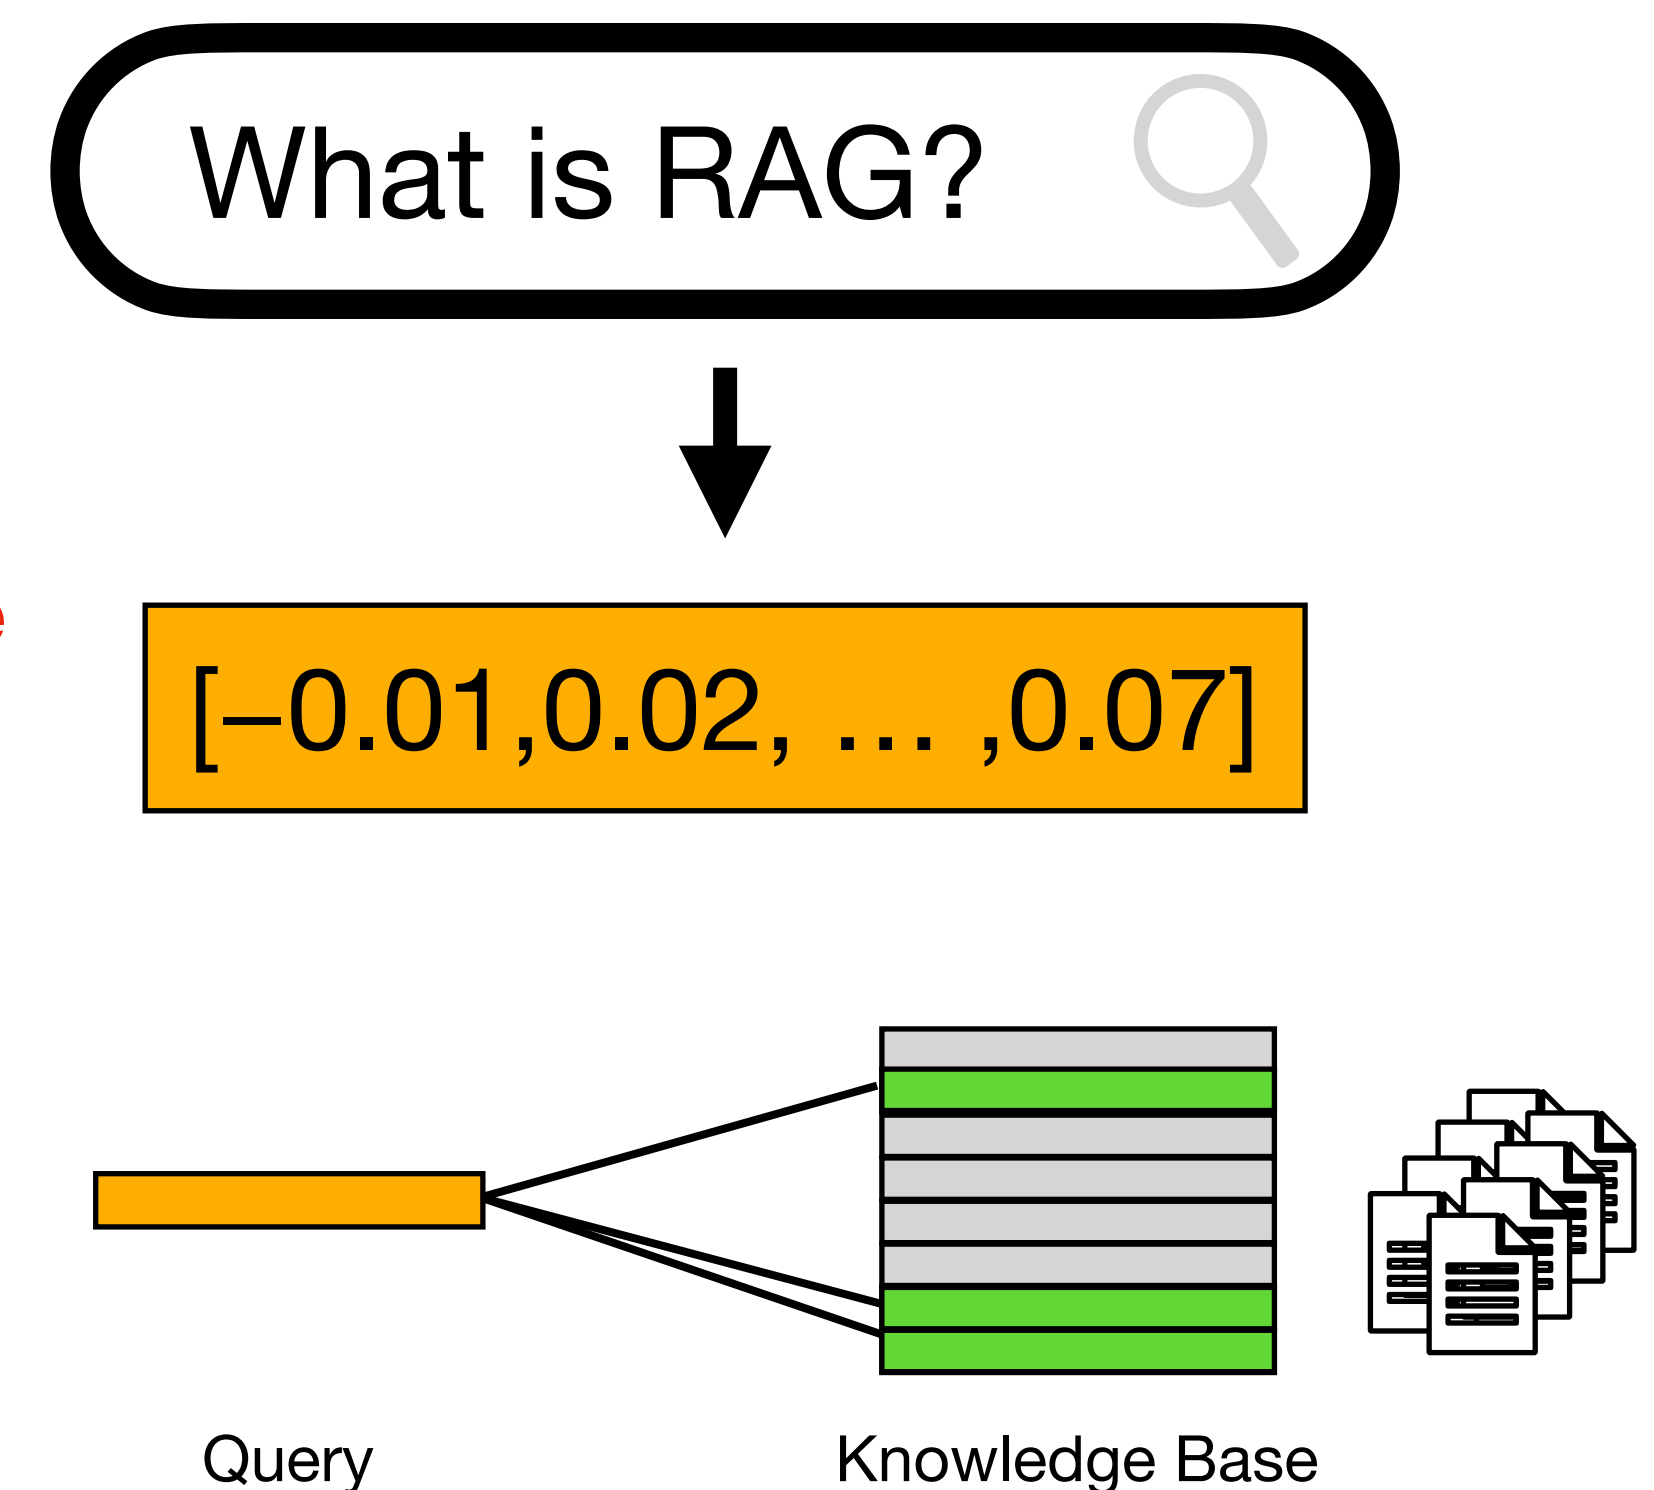 What is RAG?
[–0.01,0.02, ... ,0.07]
Query
Knowledge Base